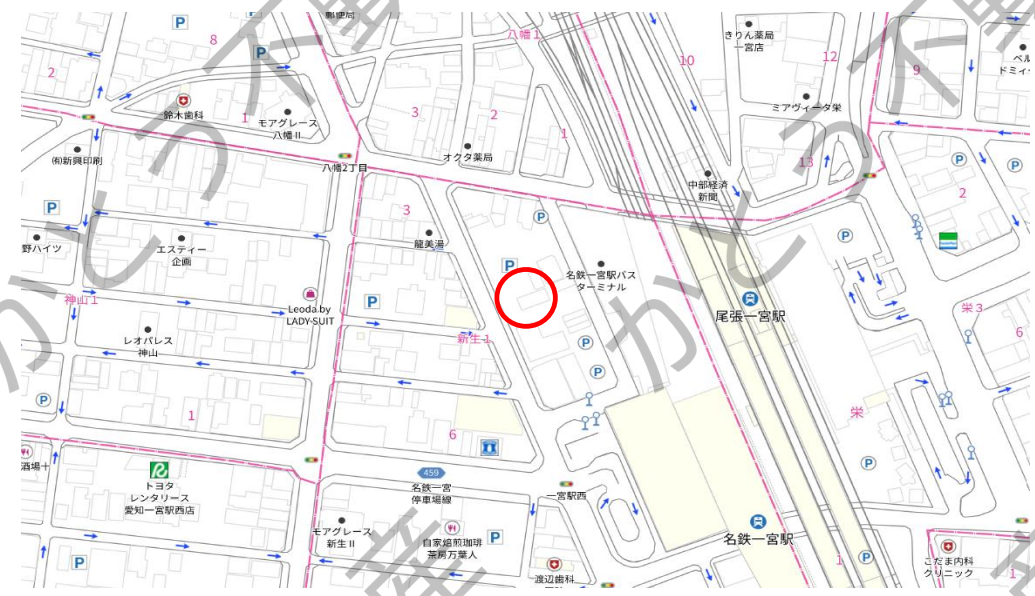 郵便局
八幡1
きりん薬局
一宮店
P
8
P
10
12
9
ベル
ドミィ
2
鈴木歯科
1
モアグレース
八幡Ⅱ
3
2
1
ミアヴィータ栄
㈲新興印刷
八幡2丁目
オクタ薬局
中部経済
新聞
13
P
P
2
P
3
P
龍美湯
P
野ハイツ
エスティー
企画
P
名鉄一宮駅バス
ターミナル
神山1
Leoda.by
LADY-SUIT
P
尾張一宮駅
栄3
レオパレス
神山
新生1
P
6
P
P
1
6
栄
酒場十
トヨタ
レンタリース
愛知一宮駅西店
459
名鉄一宮
停車場線
一宮駅西
P
モアグレース
新生Ⅱ
自家焙煎珈琲
茶房万葉人
P
名鉄一宮駅
P
渡辺歯科
1
P
こだま内科
クリニック
1
かとう不動産